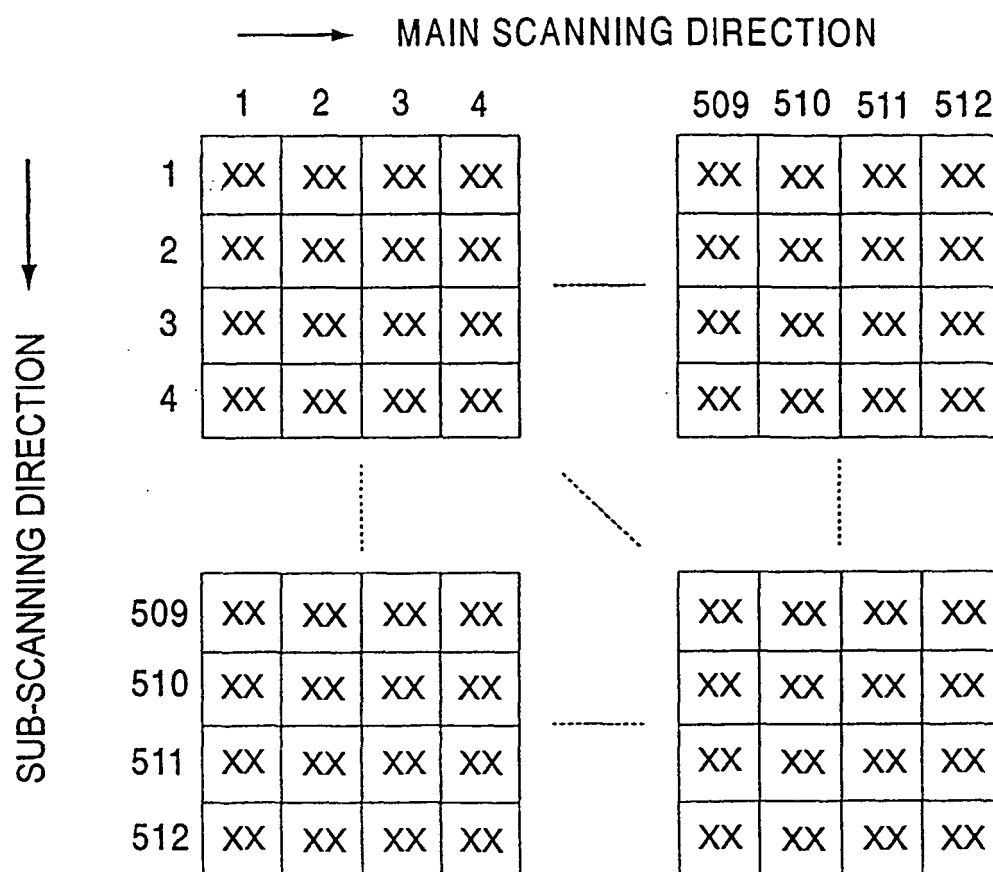 MAIN SCANNING DIRECTION
1 2 3 4 509 510 511 512
1 XX XX XX XX XX XX XX XX
2 XX XX XX XX XX XX XX XX
3 XX XX XX XX XX XX XX XX
4 XX XX XX XX XX XX XX XX
SUB-SCANNING DIRECTION
509 XX XX XX XX XX XX XX XX
510 XX XX XX XX XX XX XX XX
511 XX XX XX XX XX XX XX XX
512 XX XX XX XX XX XX XX XX